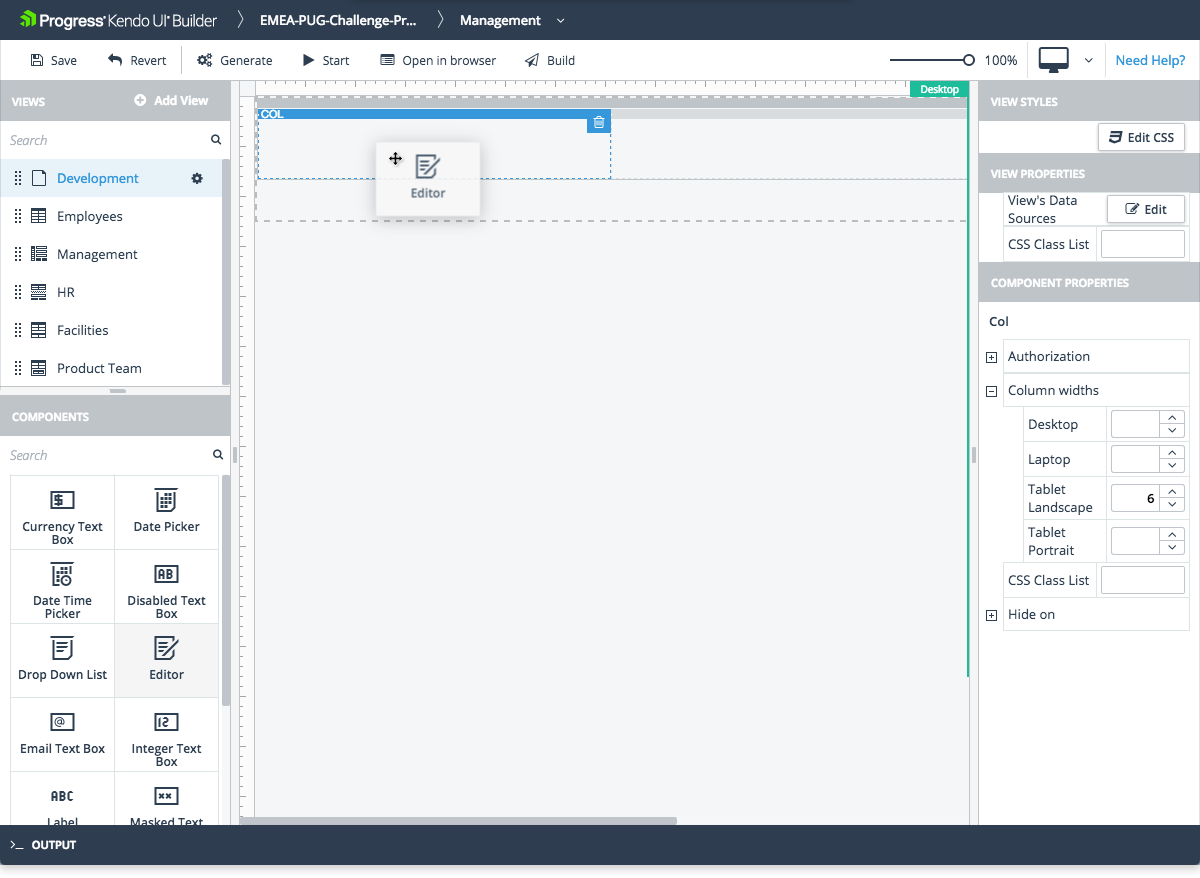 Progress Kendo UI Builder
EMEA-PUG-Challenge-Pr...
Management
Save
Revert
Generate
Start
Open in browser
Build
100%
Need Help?
VIEWS
Add View
Search
Development
Employees
Management
HR
Facilities
Product Team
COMPONENTS
Search
Currency Text
Box
Date Picker
Date Time
Picker
Disabled Text
Box
Drop Down List
Editor
Email Text Box
Integer Text
Box
ABC
Label
Masked Text
Desktop
COL
Editor
VIEW STYLES
Edit CSS
VIEW PROPERTIES
View's Data
Sources
Edit
CSS Class List
COMPONENT PROPERTIES
Col
Authorization
Column widths
Desktop
Laptop
Tablet
Landscape
6
Tablet
Portrait
CSS Class List
Hide on
OUTPUT